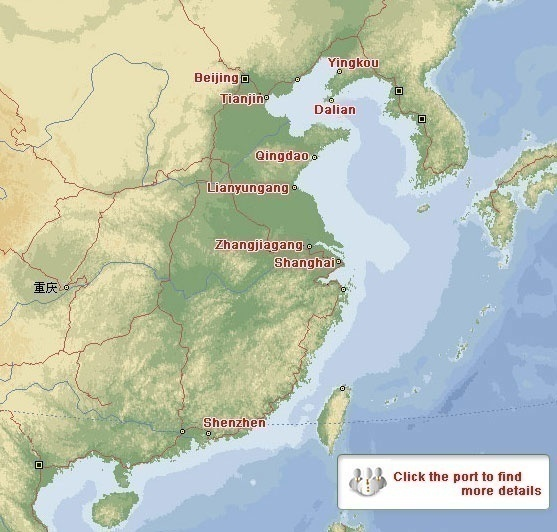 Yingkou
Beijing
Tianjin
Dalian
Qingdao
Lianyungang
Zhangjiagang
Shanghai
重庆
Shenzhen
Click the port to find
more details